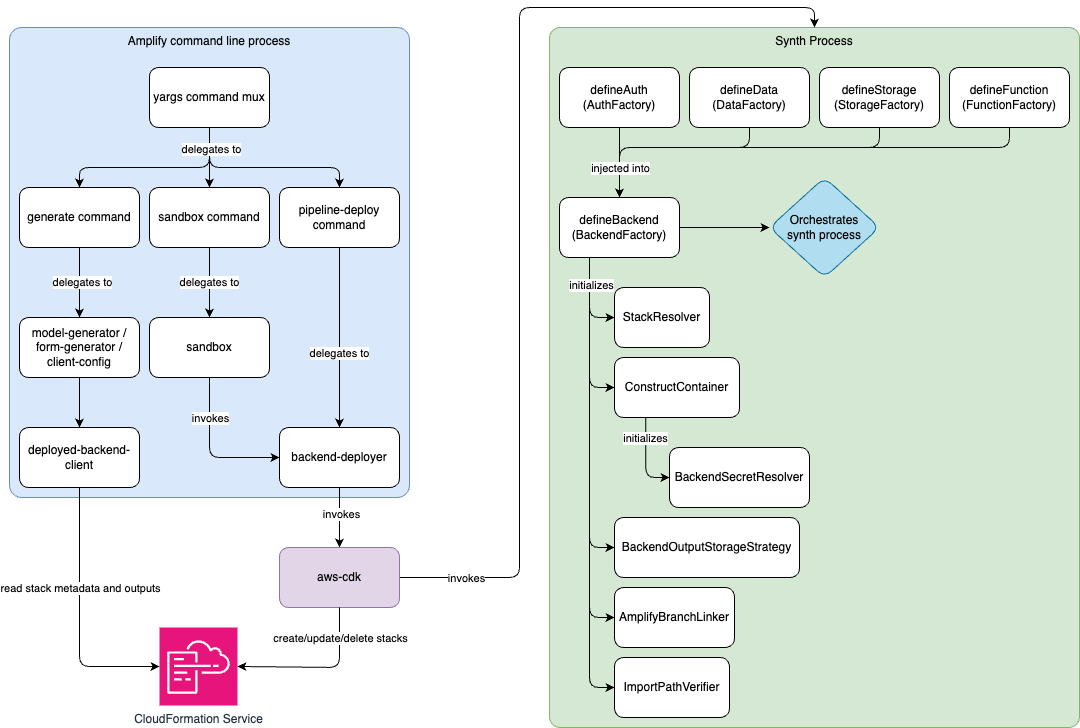 Amplify command line process
yargs command mux
delegates to
generate command
sandbox command
pipeline-deploy
command
delegates to
delegates to
model-generator /
form-generator /
client-config
sandbox
delegates to
invokes
deployed-backend-
client
backend-deployer
invokes
aws-cdk
invokes
read stack metadata and outputs
create/update/delete stacks
CloudFormation Service
Synth Process
defineAuth
(AuthFactory)
defineData
(DataFactory)
defineStorage
(StorageFactory)
defineFunction
(FunctionFactory)
injected into
defineBackend
(BackendFactory)
Orchestrates
synth process
initializes
StackResolver
ConstructContainer
initializes
BackendSecretResolver
BackendOutputStorageStrategy
AmplifyBranchLinker
ImportPathVerifier